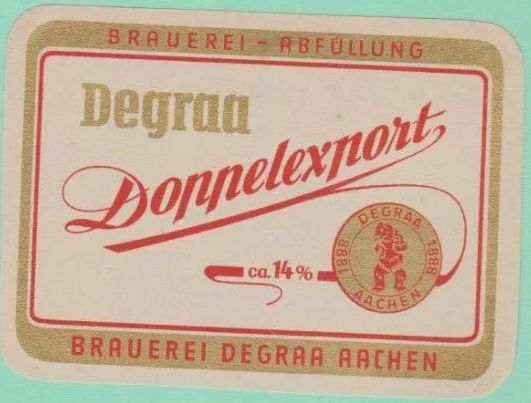 BRAUEREI - ABFÜLLUNG
Degraa
Doppelexport
ca. 14%
DEGRAA
1888 1888
AACHEN
BRAUEREI DEGRAA AACHEN